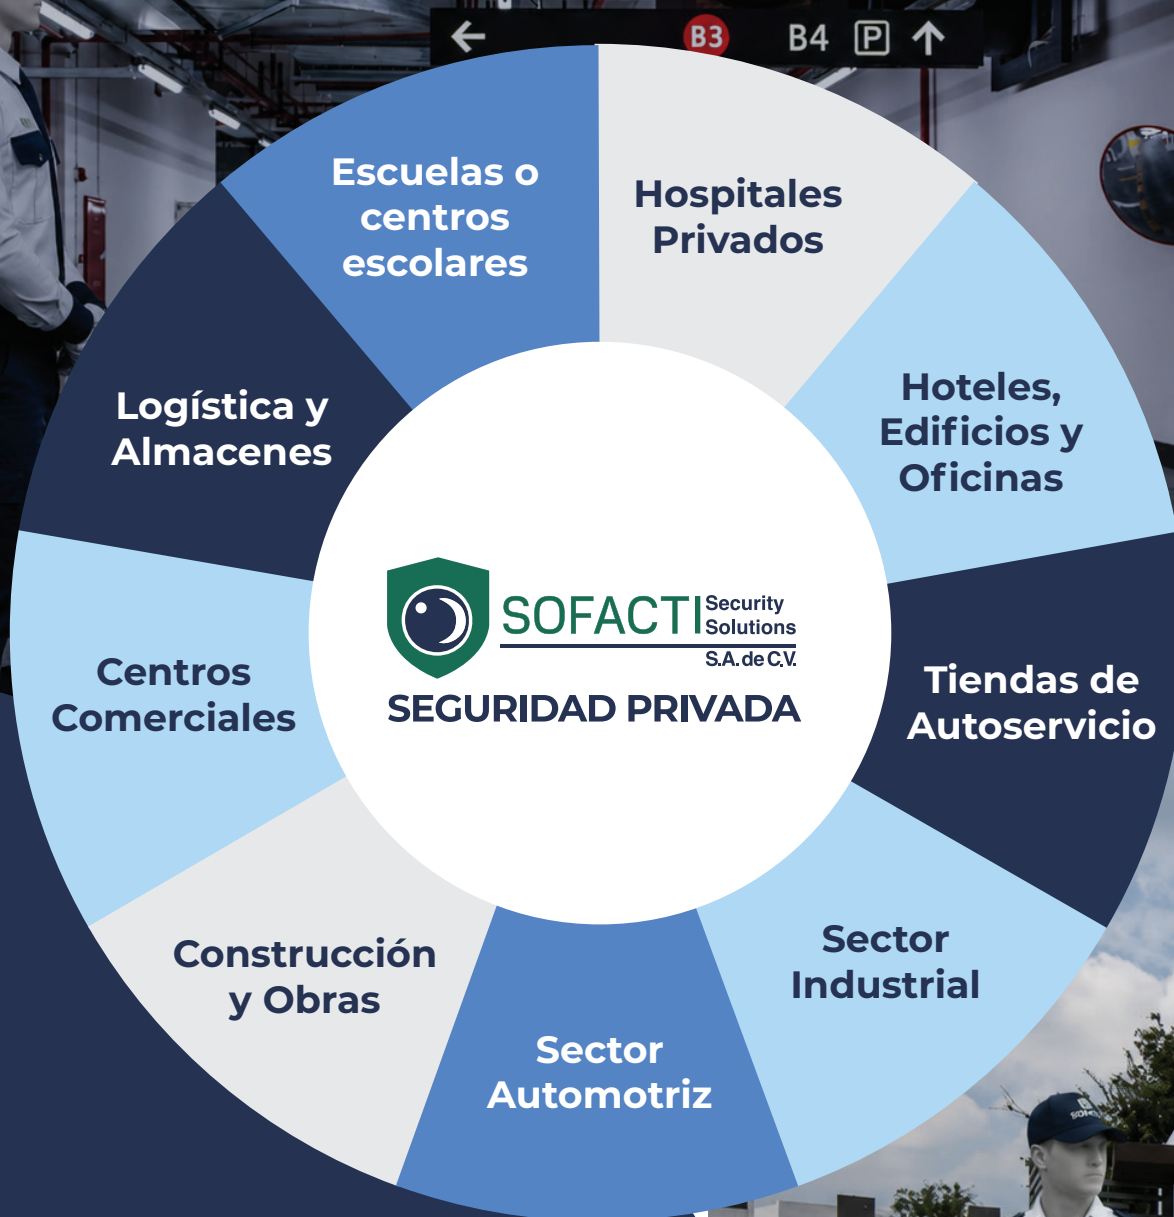 B3 B4 P
Escuelas o
centros
escolares
Hospitales
Privados
Hoteles,
Edificios y
Oficinas
Tiendas de
Autoservicio
Sector
Industrial
Sector
Automotriz
Construcción
y Obras
Centros
Comerciales
Logística y
Almacenes
SOFACTI Security
Solutions
S.A. de C.V.
SEGURIDAD PRIVADA